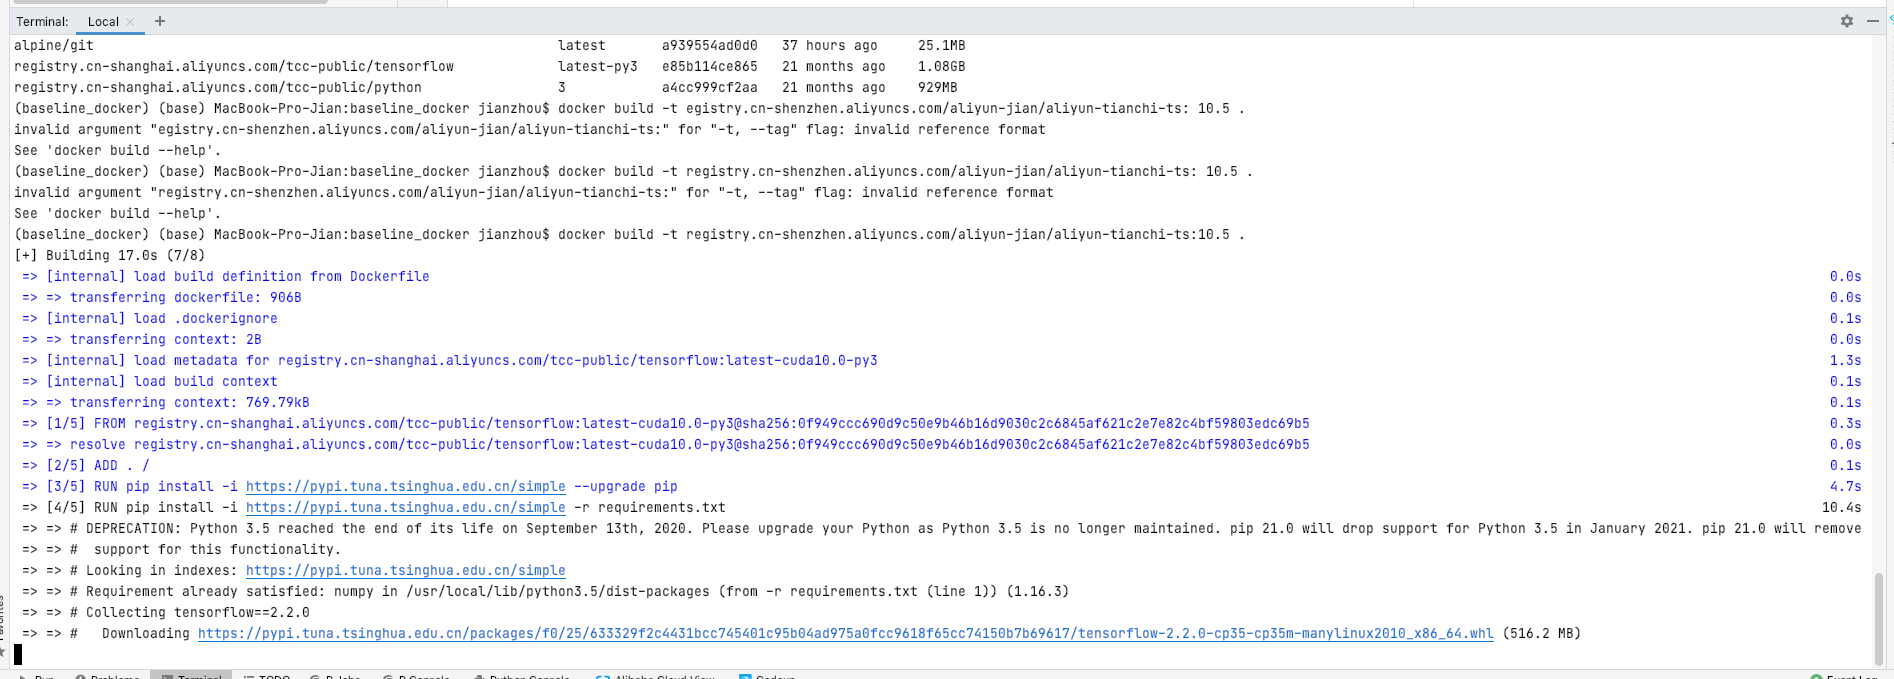 Terminal: Local × +
alpine/git latest a939554ad0d0 37 hours ago 25.1MB
registry.cn-shanghai.aliyuncs.com/tcc-public/tensorflow latest-py3 e85b114ce865 21 months ago 1.08GB
registry.cn-shanghai.aliyuncs.com/tcc-public/python 3 a4cc999cf2aa 21 months ago 929MB
(baseline_docker) (base) MacBook-Pro-Jian:baseline_docker jianzhou$ docker build -t egistry.cn-shenzhen.aliyuncs.com/aliyun-jian/aliyun-tianchi-ts: 10.5 .
invalid argument "egistry.cn-shenzhen.aliyuncs.com/aliyun-jian/aliyun-tianchi-ts:" for "-t, --tag" flag: invalid reference format
See 'docker build --help'.
(baseline_docker) (base) MacBook-Pro-Jian:baseline_docker jianzhou$ docker build -t registry.cn-shenzhen.aliyuncs.com/aliyun-jian/aliyun-tianchi-ts: 10.5 .
invalid argument "registry.cn-shenzhen.aliyuncs.com/aliyun-jian/aliyun-tianchi-ts:" for "-t, --tag" flag: invalid reference format
See 'docker build --help'.
(baseline_docker) (base) MacBook-Pro-Jian:baseline_docker jianzhou$ docker build -t registry.cn-shenzhen.aliyuncs.com/aliyun-jian/aliyun-tianchi-ts:10.5 .
[+] Building 17.0s (7/8)
=> [internal] load build definition from Dockerfile 0.0s
=> => transferring dockerfile: 906B 0.0s
=> [internal] load .dockerignore 0.1s
=> => transferring context: 2B 0.0s
=> [internal] load metadata for registry.cn-shanghai.aliyuncs.com/tcc-public/tensorflow:latest-cuda10.0-py3 1.3s
=> [internal] load build context 0.1s
=> => transferring context: 769.79kB 0.1s
=> [1/5] FROM registry.cn-shanghai.aliyuncs.com/tcc-public/tensorflow:latest-cuda10.0-py3@sha256:0f949ccc690d9c50e9b46b16d9030c2c6845af621c2e7e82c4bf59803edc69b5 0.3s
=> => resolve registry.cn-shanghai.aliyuncs.com/tcc-public/tensorflow:latest-cuda10.0-py3@sha256:0f949ccc690d9c50e9b46b16d9030c2c6845af621c2e7e82c4bf59803edc69b5 0.0s
=> [2/5] ADD . / 0.1s
=> [3/5] RUN pip install -i https://pypi.tuna.tsinghua.edu.cn/simple --upgrade pip 4.7s
=> [4/5] RUN pip install -i https://pypi.tuna.tsinghua.edu.cn/simple -r requirements.txt 10.4s
=> => # DEPRECATION: Python 3.5 reached the end of its life on September 13th, 2020. Please upgrade your Python as Python 3.5 is no longer maintained. pip 21.0 will drop support for Python 3.5 in January 2021. pip 21.0 will remove
=> => #  support for this functionality.
=> => # Looking in indexes: https://pypi.tuna.tsinghua.edu.cn/simple
=> => # Requirement already satisfied: numpy in /usr/local/lib/python3.5/dist-packages (from -r requirements.txt (line 1)) (1.16.3)
=> => # Collecting tensorflow==2.2.0
=> => #   Downloading https://pypi.tuna.tsinghua.edu.cn/packages/f0/25/633329f2c4431bcc745401c95b04ad975a0fcc9618f65cc74150b7b69617/tensorflow-2.2.0-cp35-cp35m-manylinux2010_x86_64.whl (516.2 MB)
Run Problems Terminal TODO R Jobs R Console Python Console Alibaba Cloud View Event Log